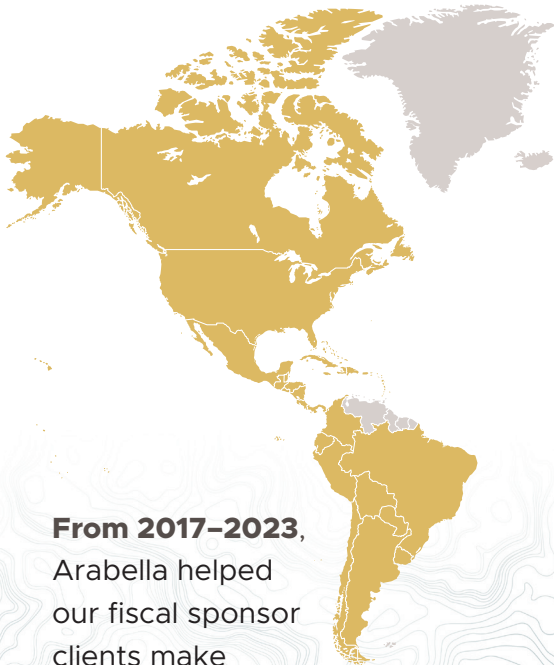 From 2017–2023,
Arabella helped
our fiscal sponsor
clients make